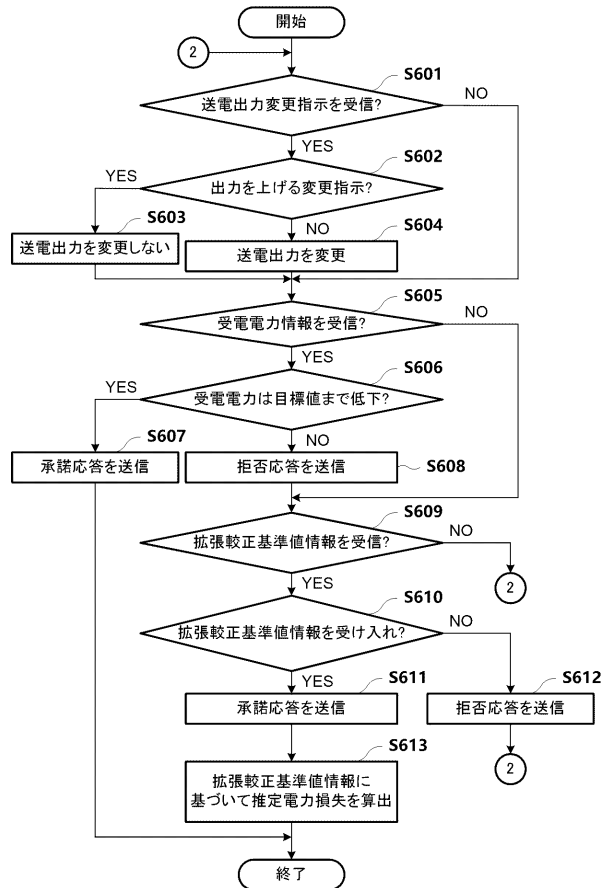 開始
2
S601
送電出力変更指示を受信?
NO
YES
S602
出力を上げる変更指示?
YES
NO
S603
送電出力を変更しない
S604
送電出力を変更
S605
受電電力情報を受信?
NO
YES
S606
受電電力は目標値まで低下?
YES
NO
S607
承諾応答を送信
拒否応答を送信
S608
S609
拡張較正基準値情報を受信?
NO
2
YES
S610
拡張較正基準値情報を受け入れ?
NO
YES
S611
承諾応答を送信
S612
拒否応答を送信
2
S613
拡張較正基準値情報に
基づいて推定電力損失を算出
終了